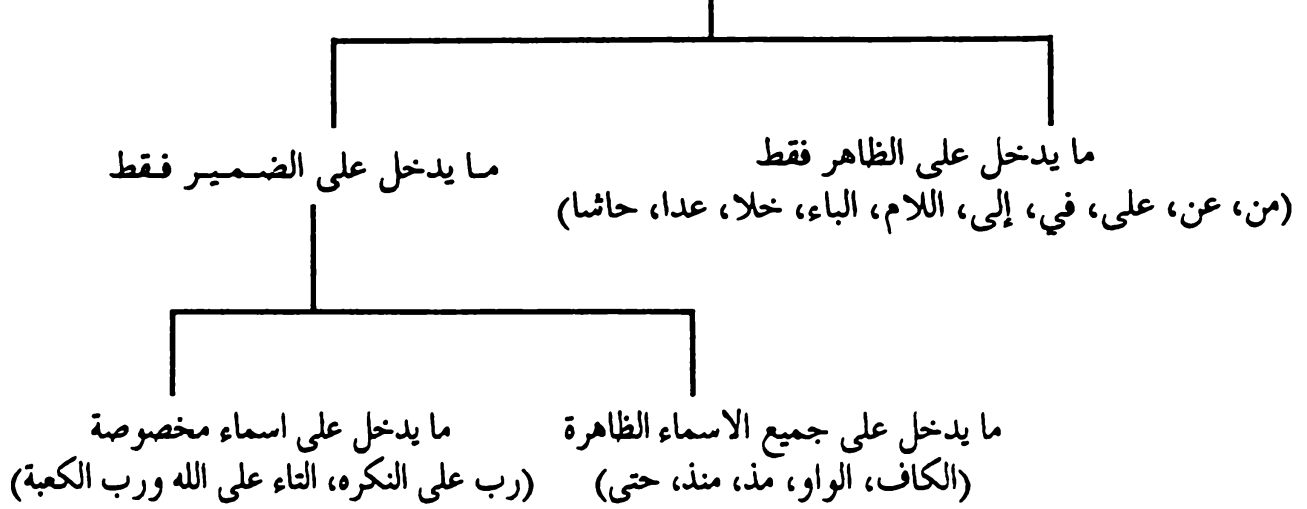 ما يدخل على الظاهر فقط
(من، عن، على، في، إلى، اللام، الباء، خلا، عدا، حاشا)
ما يدخل على الضمير فقط
ما يدخل على جميع الاسماء الظاهرة
(الكاف، الواو، مذ، منذ، حتى)
ما يدخل على اسماء مخصوصة
(رب على النكره، التاء على الله ورب الكعبة)